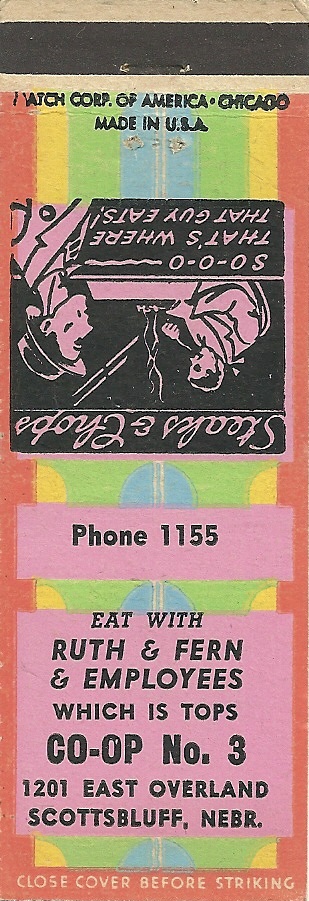 MATCH CORP. OF AMERICA • CHICAGO
MADE IN U.S.A.
Steaks & Chops
SO-O-O-O
THAT'S WHERE
THAT GUY EATS!
Phone 1155
EAT WITH
RUTH & FERN
& EMPLOYEES
WHICH IS TOPS
CO-OP No. 3
1201 EAST OVERLAND
SCOTTSBLUFF, NEBR.
CLOSE COVER BEFORE STRIKING